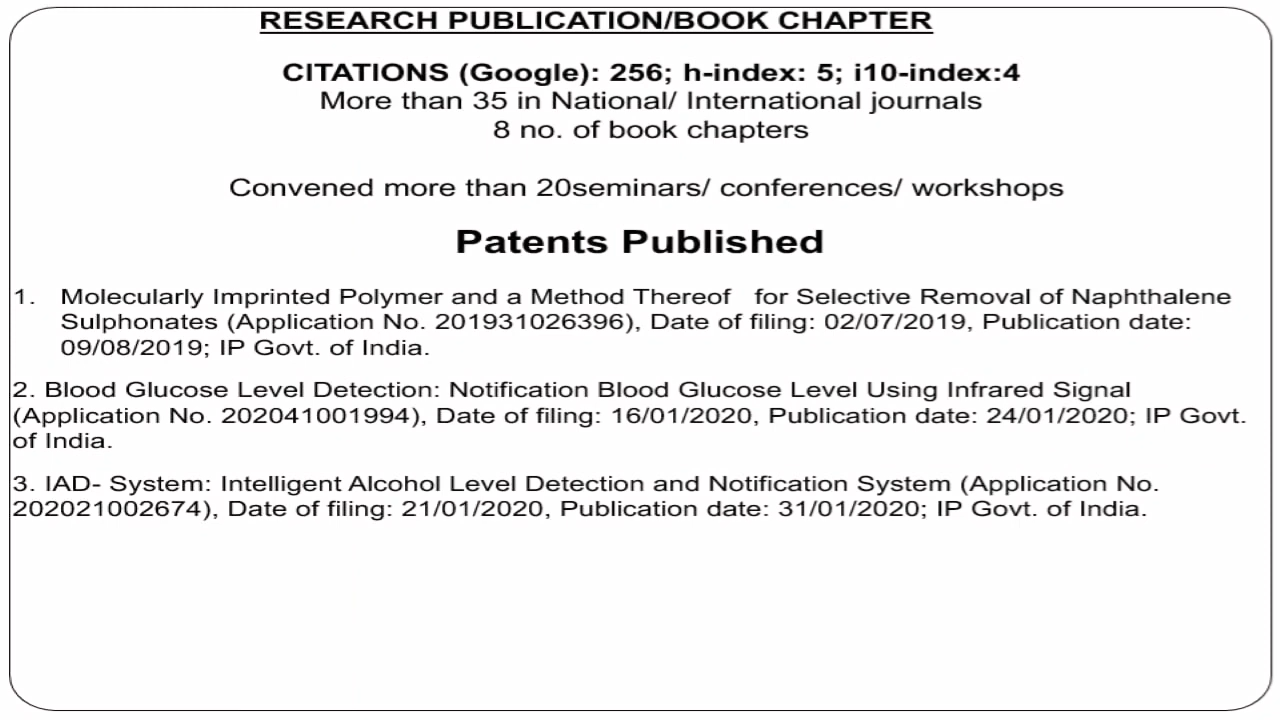 RESEARCH PUBLICATION/BOOK CHAPTER
CITATIONS (Google): 256; h-index: 5; i10-index:4
More than 35 in National/ International journals
8 no. of book chapters
Convened more than 20seminars/ conferences/ workshops
Patents Published
1. Molecularly Imprinted Polymer and a Method Thereof for Selective Removal of Naphthalene
Sulphonates (Application No. 201931026396), Date of filing: 02/07/2019, Publication date:
09/08/2019; IP Govt. of India.
2. Blood Glucose Level Detection: Notification Blood Glucose Level Using Infrared Signal
(Application No. 202041001994), Date of filing: 16/01/2020, Publication date: 24/01/2020; IP Govt.
of India.
3. IAD- System: Intelligent Alcohol Level Detection and Notification System (Application No.
202021002674), Date of filing: 21/01/2020, Publication date: 31/01/2020; IP Govt. of India.